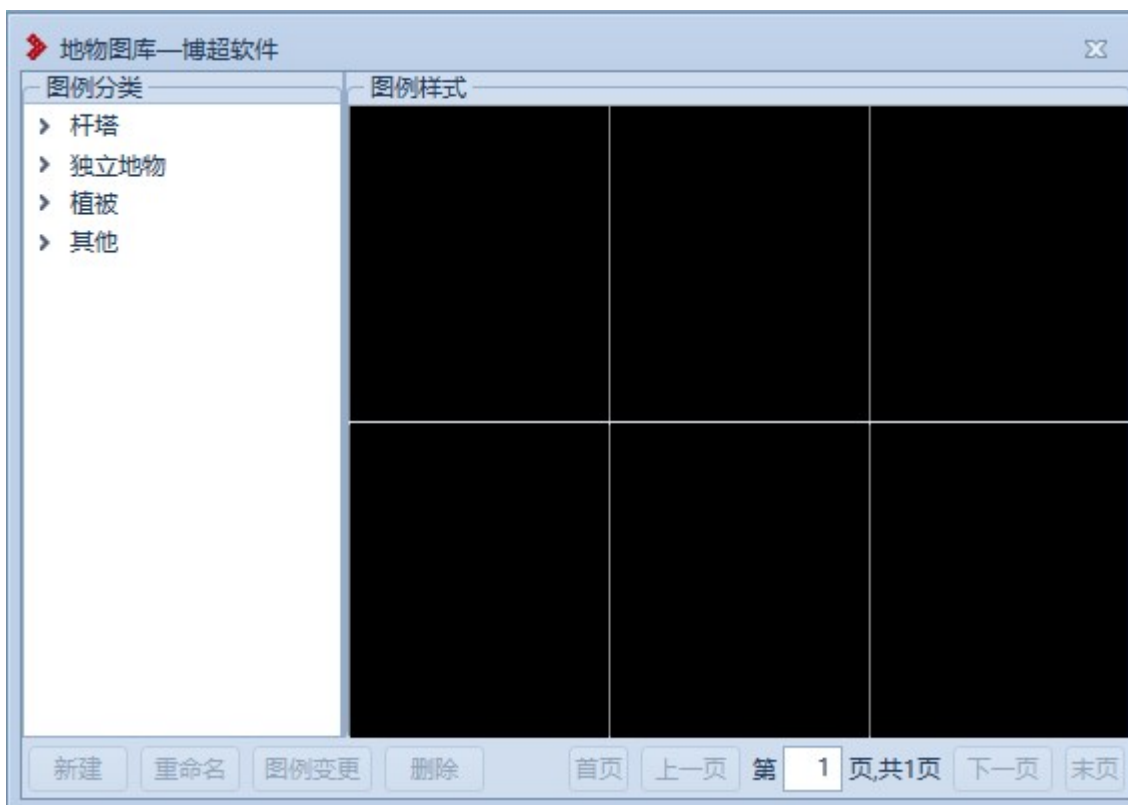 地物图库—博超软件
图例分类
图例样式
杆塔
独立地物
植被
其他
新建 重命名 图例变更 删除 首页 上一页 第 1 页,共1页 下一页 末页